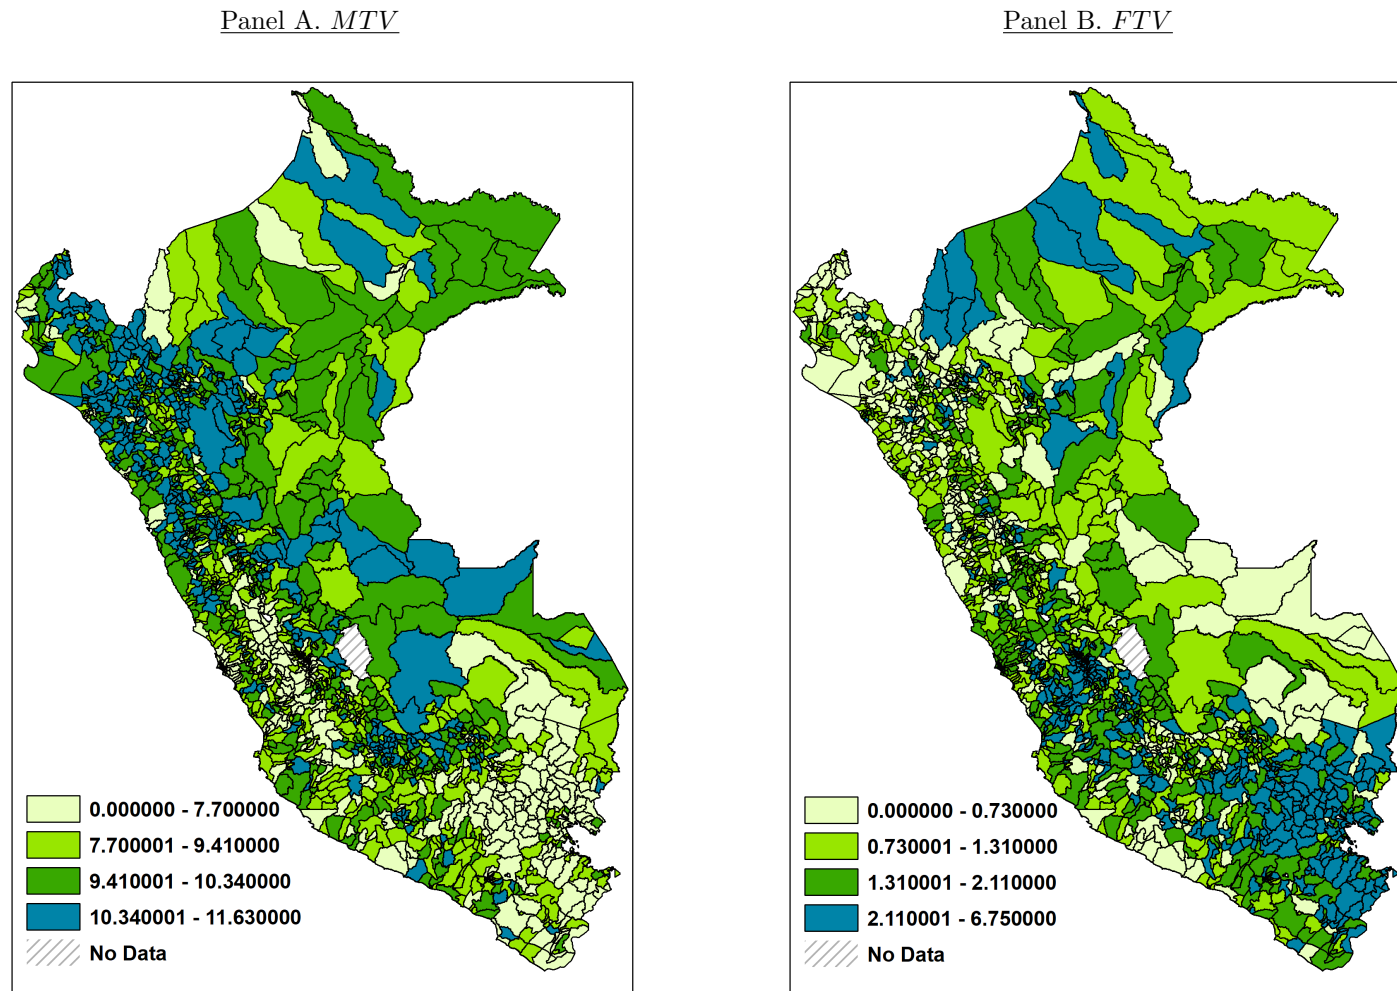 Panel A. MTV
Panel B. FTV
0.000000 - 7.700000
7.700001 - 9.410000
9.410001 - 10.340000
10.340001 - 11.630000
No Data
0.000000 - 0.730000
0.730001 - 1.310000
1.310001 - 2.110000
2.110001 - 6.750000
No Data